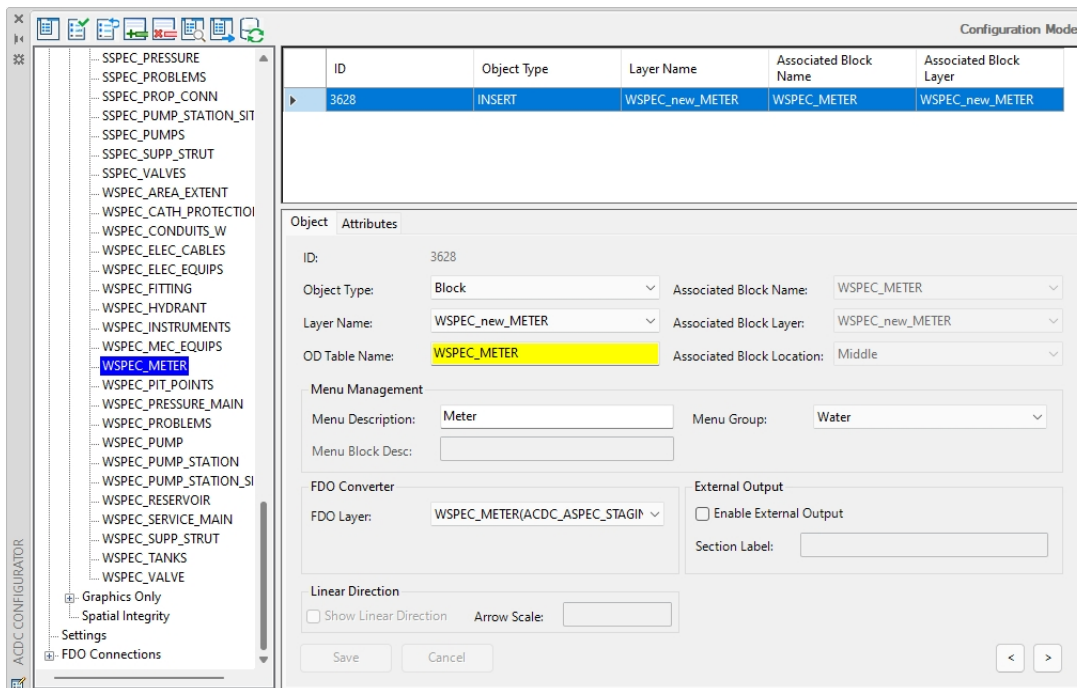 Configuration Mode
SSPEC_PRESSURE
SSPEC_PROBLEMS
SSPEC_PROP_CONN
SSPEC_PUMP_STATION_SIT
SSPEC_PUMPS
SSPEC_SUPP_STRUT
SSPEC_VALVES
WSPEC_AREA_EXTENT
WSPEC_CATH_PROTECTIO
WSPEC_CONDUITS_W
WSPEC_ELEC_CABLES
WSPEC_ELEC_EQUIPS
WSPEC_FITTING
WSPEC_HYDRANT
WSPEC_INSTRUMENTS
WSPEC_MEC_EQUIPS
WSPEC_METER
WSPEC_PIT_POINTS
WSPEC_PRESSURE_MAIN
WSPEC_PROBLEMS
WSPEC_PUMP
WSPEC_PUMP_STATION
WSPEC_PUMP_STATION_SI
WSPEC_RESERVOIR
WSPEC_SERVICE_MAIN
WSPEC_SUPP_STRUT
WSPEC_TANKS
WSPEC_VALVE
Graphics Only
Spatial Integrity
Settings
FDO Connections
ACDC CONFIGURATOR
ID Object Type Layer Name Associated Block Name Associated Block Layer
3628 INSERT WSPEC_new_METER WSPEC_METER WSPEC_new_METER
Object Attributes
ID: 3628
Object Type: Block Associated Block Name: WSPEC_METER
Layer Name: WSPEC_new_METER Associated Block Layer: WSPEC_new_METER
OD Table Name: WSPEC_METER Associated Block Location: Middle
Menu Management
Menu Description: Meter Menu Group: Water
Menu Block Desc:
FDO Converter External Output
FDO Layer: WSPEC_METER(ACDC_ASPEC_STAGIN Enable External Output
Section Label:
Linear Direction
Show Linear Direction Arrow Scale:
Save Cancel < >